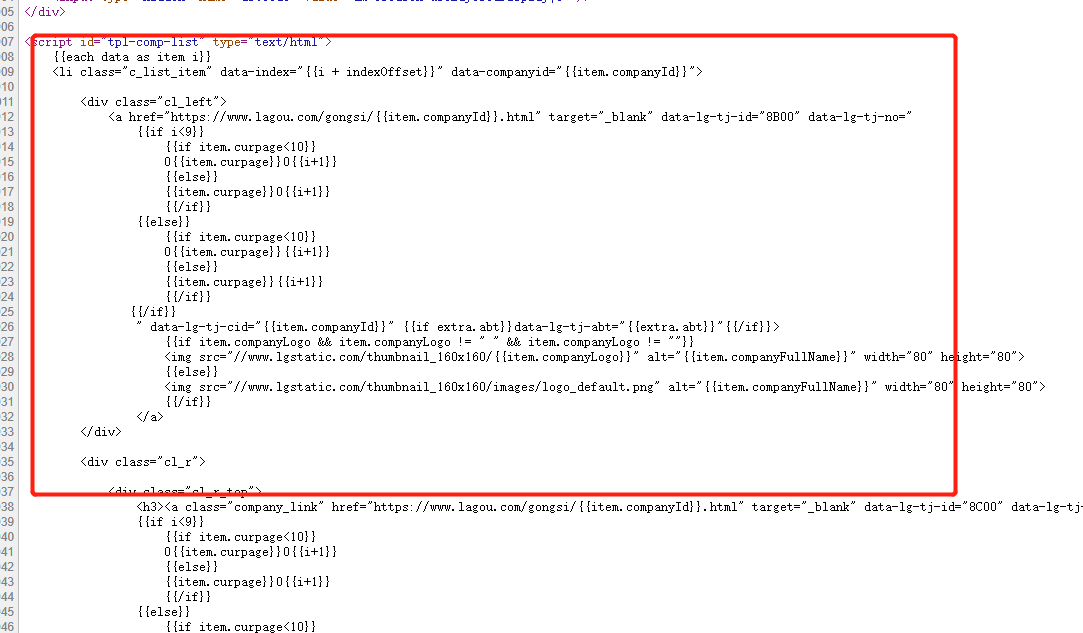 05 </div>
06
07 <script id="tpl-comp-list" type="text/html">
08 {{each data as item i}}
09 <li class="c_list_item" data-index="{{i + indexOffset}}" data-companyid="{{item.companyId}}">
10
11 <div class="cl_left">
12 <a href="https://www.lagou.com/gongsi/{{item.companyId}}.html" target="_blank" data-lg-tj-id="8B00" data-lg-tj-no="
13 {{if i<9}}
14 {{if item.curpage<10}}
15 0{{item.curpage}}0{{i+1}}
16 {{else}}
17 {{item.curpage}}0{{i+1}}
18 {{/if}}
19 {{else}}
20 {{if item.curpage<10}}
21 0{{item.curpage}}{{i+1}}
22 {{else}}
23 {{item.curpage}}{{i+1}}
24 {{/if}}
25 {{/if}}
26 " data-lg-tj-cid="{{item.companyId}}" {{if extra.abt}}data-lg-tj-abt="{{extra.abt}}"{{/if}}>
27 {{if item.companyLogo && item.companyLogo != " " && item.companyLogo != ""}}
28 <img src="//www.lgstatic.com/thumbnail_160x160/{{item.companyLogo}}" alt="{{item.companyFullName}}" width="80" height="80">
29 {{else}}
30 <img src="//www.lgstatic.com/thumbnail_160x160/images/logo_default.png" alt="{{item.companyFullName}}" width="80" height="80">
31 {{/if}}
32 </a>
33 </div>
34
35 <div class="cl_r">
36
37 <div class="cl_r_top">
38 <h3><a class="company_link" href="https://www.lagou.com/gongsi/{{item.companyId}}.html" target="_blank" data-lg-tj-id="8C00" data-lg-tj-
39 {{if i<9}}
40 {{if item.curpage<10}}
41 0{{item.curpage}}0{{i+1}}
42 {{else}}
43 {{item.curpage}}0{{i+1}}
44 {{/if}}
45 {{else}}
46 {{if item.curpage<10}}